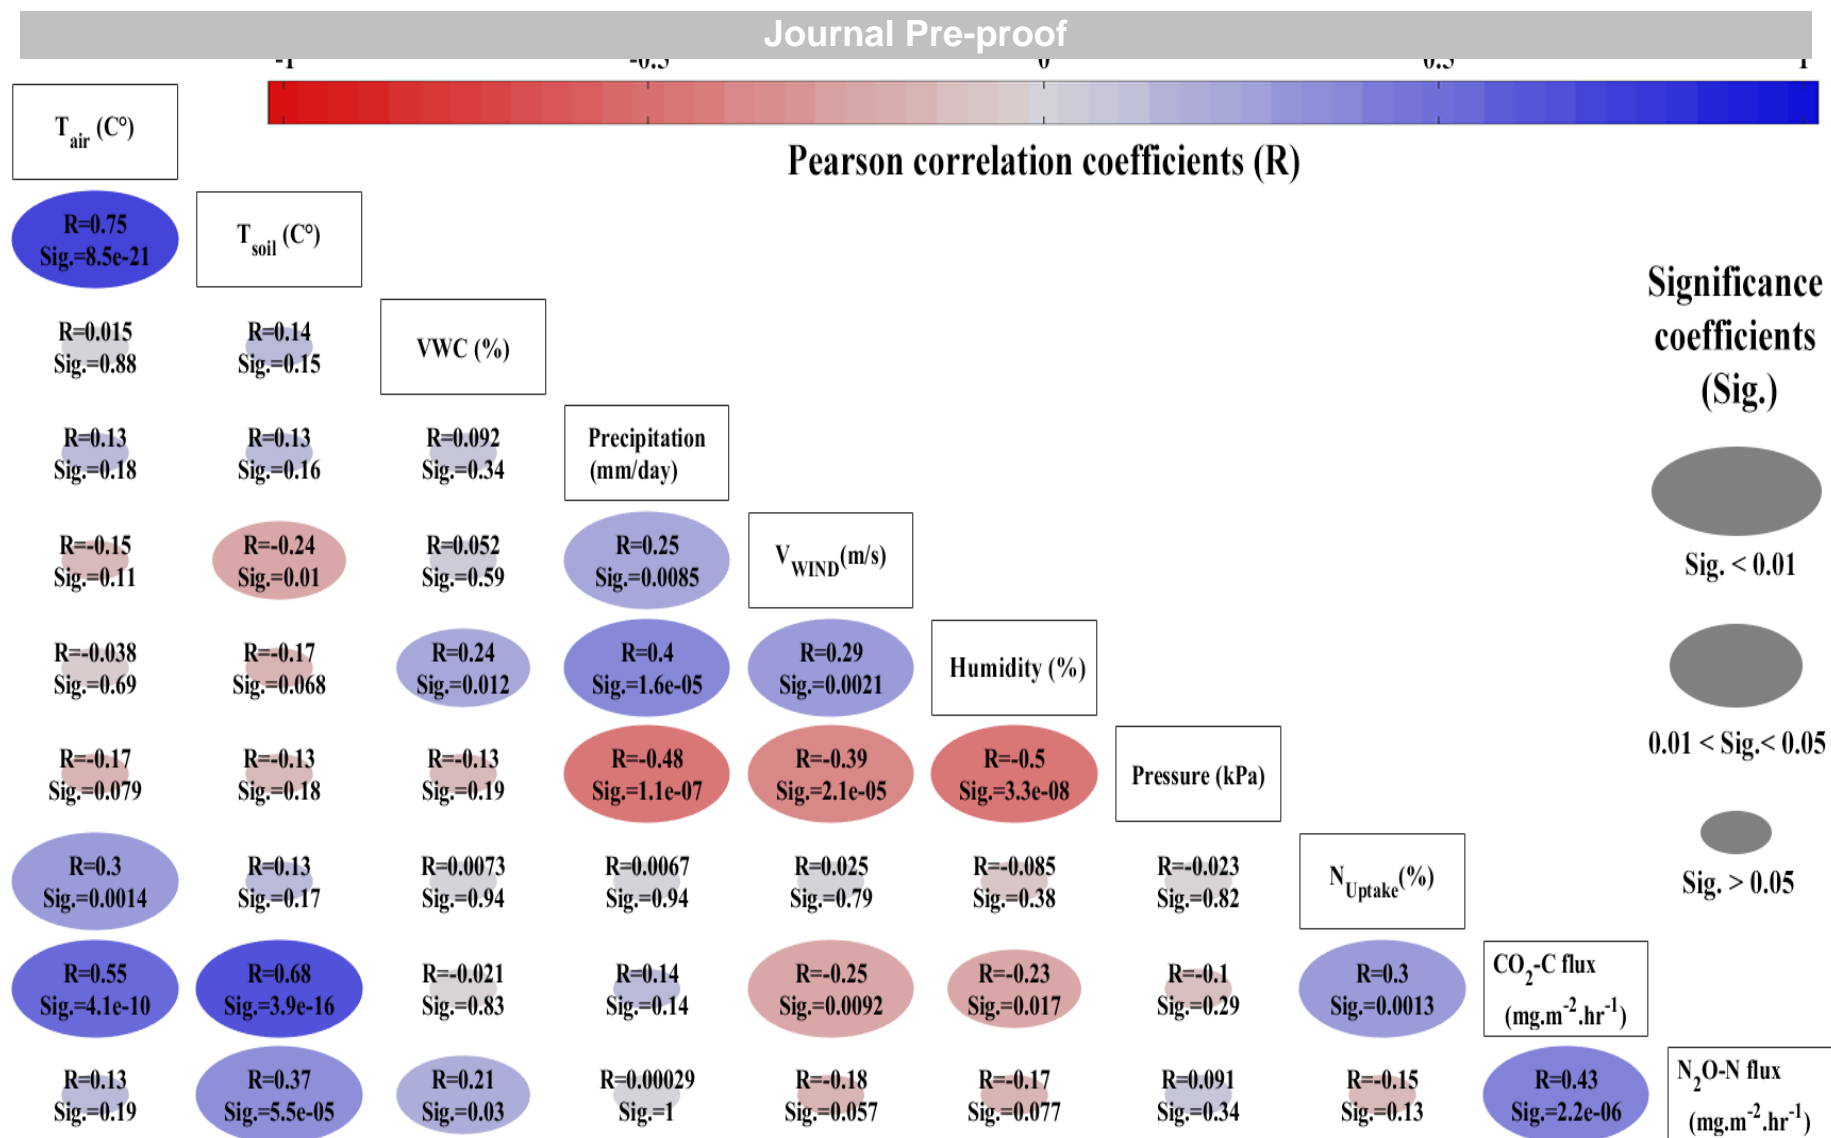 Journal Pre-proof
-1 -0.5 0 0.5 1
T_air (C°)
Pearson correlation coefficients (R)
R=0.75
Sig.=8.5e-21
T_soil (C°)
R=0.015 R=0.14
Sig.=0.88 Sig.=0.15
VWC (%)
R=0.13 R=0.13 R=0.092
Sig.=0.18 Sig.=0.16 Sig.=0.34
Precipitation
(mm/day)
R=-0.15 R=-0.24 R=0.052 R=0.25
Sig.=0.11 Sig.=0.01 Sig.=0.59 Sig.=0.0085
V_WIND(m/s)
R=-0.038 R=-0.17 R=0.24 R=0.4 R=0.29
Sig.=0.69 Sig.=0.068 Sig.=0.012 Sig.=1.6e-05 Sig.=0.0021
Humidity (%)
R=-0.17 R=-0.13 R=-0.13 R=-0.48 R=-0.39 R=-0.5
Sig.=0.079 Sig.=0.18 Sig.=0.19 Sig.=1.1e-07 Sig.=2.1e-05 Sig.=3.3e-08
Pressure (kPa)
R=0.3 R=0.13 R=0.0073 R=0.0067 R=0.025 R=-0.085 R=-0.023
Sig.=0.0014 Sig.=0.17 Sig.=0.94 Sig.=0.94 Sig.=0.79 Sig.=0.38 Sig.=0.82
N_Uptake(%)
R=0.55 R=0.68 R=-0.021 R=0.14 R=-0.25 R=-0.23 R=-0.1 R=0.3
Sig.=4.1e-10 Sig.=3.9e-16 Sig.=0.83 Sig.=0.14 Sig.=0.0092 Sig.=0.017 Sig.=0.29 Sig.=0.0013
CO₂-C flux
(mg.m⁻².hr⁻¹)
R=0.13 R=0.37 R=0.21 R=0.00029 R=-0.18 R=-0.17 R=0.091 R=-0.15 R=0.43
Sig.=0.19 Sig.=5.5e-05 Sig.=0.03 Sig.=1 Sig.=0.057 Sig.=0.077 Sig.=0.34 Sig.=0.13 Sig.=2.2e-06
N₂O-N flux
(mg.m⁻².hr⁻¹)
Significance
coefficients
(Sig.)
Sig. < 0.01
0.01 < Sig.< 0.05
Sig. > 0.05